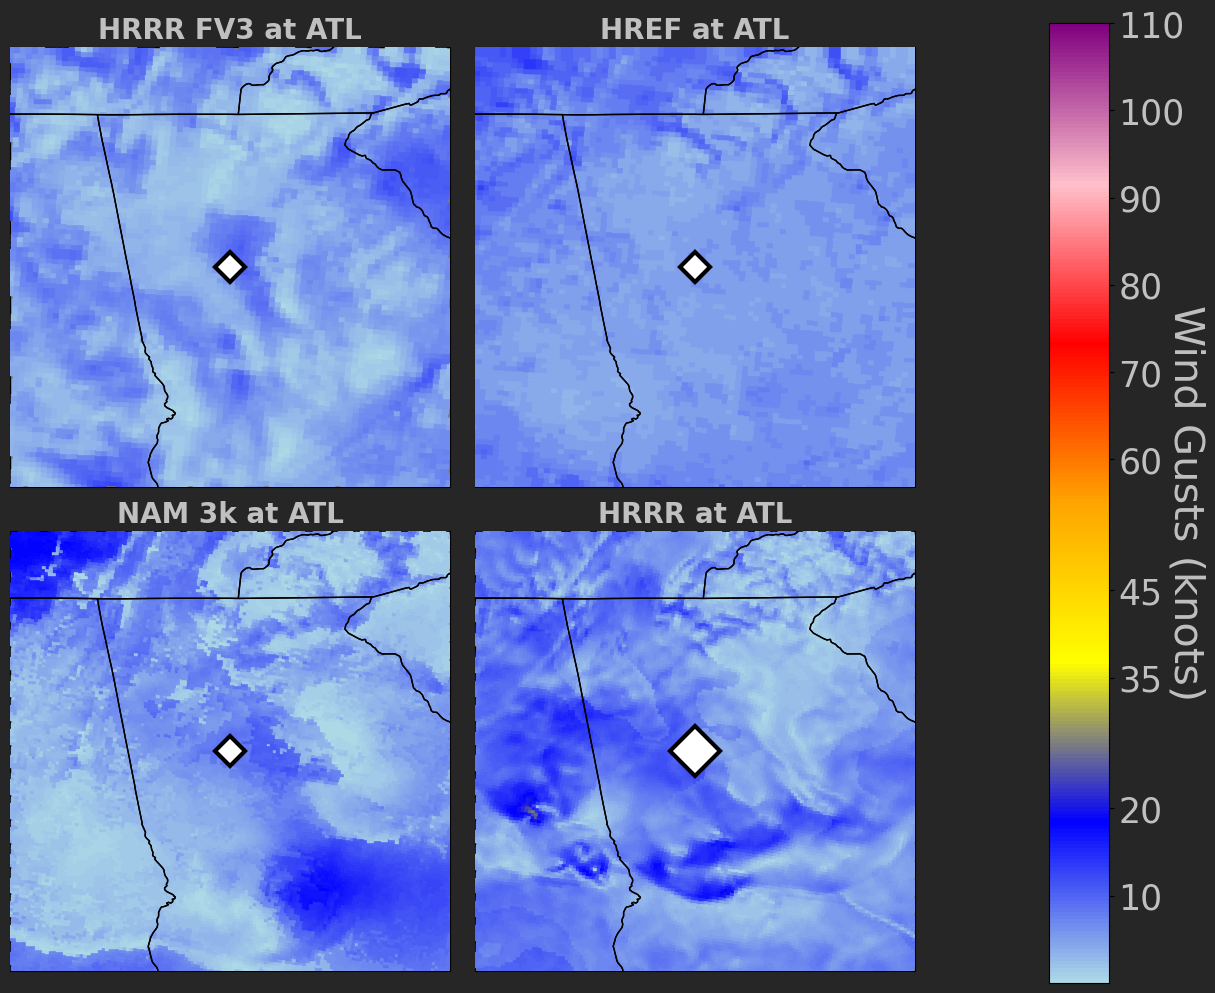 HRRR FV3 at ATL
HREF at ATL
NAM 3k at ATL
HRRR at ATL
110
100
90
80
70
60
45
35
20
10
Wind Gusts (knots)